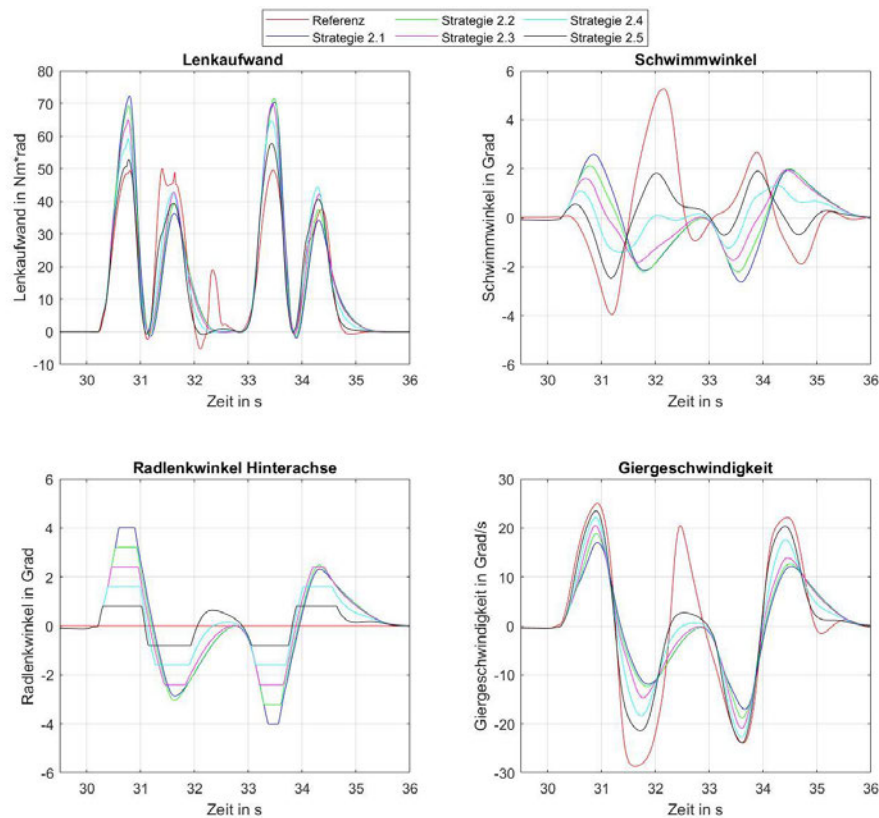 Referenz Strategie 2.2 Strategie 2.4
Strategie 2.1 Strategie 2.3 Strategie 2.5
Lenkaufwand
Lenkaufwand in Nm*rad
80
70
60
50
40
30
20
10
0
-10
30 31 32 33 34 35 36
Zeit in s
Schwimmwinkel
Schwimmwinkel in Grad
6
4
2
0
-2
-4
-6
30 31 32 33 34 35 36
Zeit in s
Radlenkwinkel Hinterachse
Radlenkwinkel in Grad
6
4
2
0
-2
-4
-6
30 31 32 33 34 35 36
Zeit in s
Giergeschwindigkeit
Giergeschwindigkeit in Grad/s
30
20
10
0
-10
-20
-30
30 31 32 33 34 35 36
Zeit in s